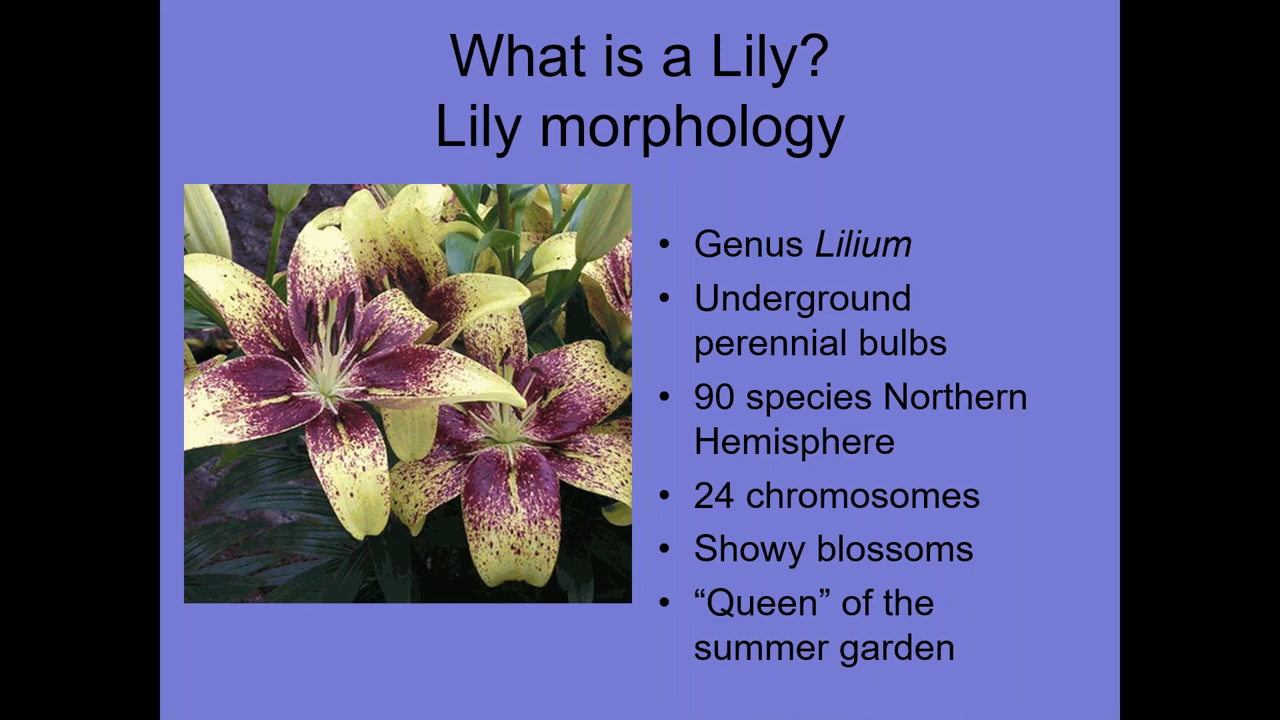 What is a Lily?
Lily morphology
• Genus Lilium
• Underground
perennial bulbs
• 90 species Northern
Hemisphere
• 24 chromosomes
• Showy blossoms
• “Queen” of the
summer garden